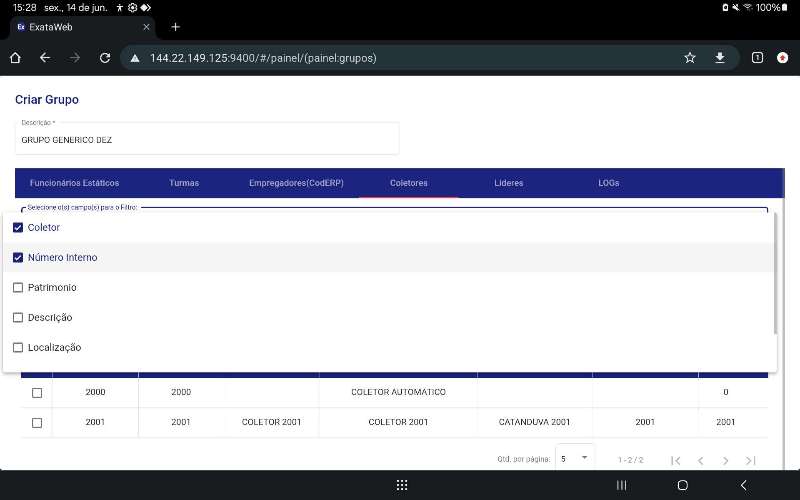 15:28 sex., 14 de jun. 100%
Ex ExataWeb
144.22.149.125:9400/#/painel/(painel:grupos) 1
Criar Grupo
Descrição *
GRUPO GENERICO DEZ
Funcionários Estáticos Turmas Empregadores(CodERP) Coletores Líderes LOGs
Selecione o(s) campo(s) para o Filtro:
Coletor
Número Interno
Patrimonio
Descrição
Localização
2000 2000 COLETOR AUTOMATICO 0
2001 2001 COLETOR 2001 COLETOR 2001 CATANDUVA 2001 2001 2001
Qtd. por página: 5 1 - 2 / 2